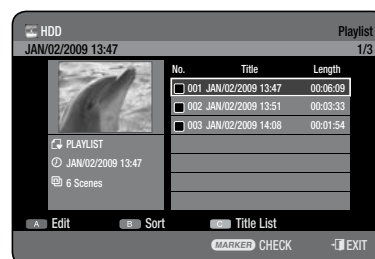 HDD Playlist
JAN/02/2009 13:47 1/3
No. Title Length
001 JAN/02/2009 13:47 00:06:09
002 JAN/02/2009 13:51 00:03:33
003 JAN/02/2009 14:08 00:01:54
PLAYLIST
JAN/02/2009 13:47
6 Scenes
A Edit B Sort C Title List
MARKER CHECK EXIT